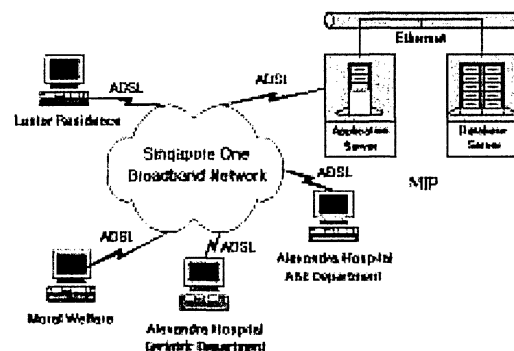 Ethernet
ADSL
ADSL
Application
Server
Database
Server
Singapore One
Broadband Network
ADSL
MIP
ADSL
ADSL
Alexandra Hospital
A&E Department
Alexandra Hospital
Geriatric Department
Welfare